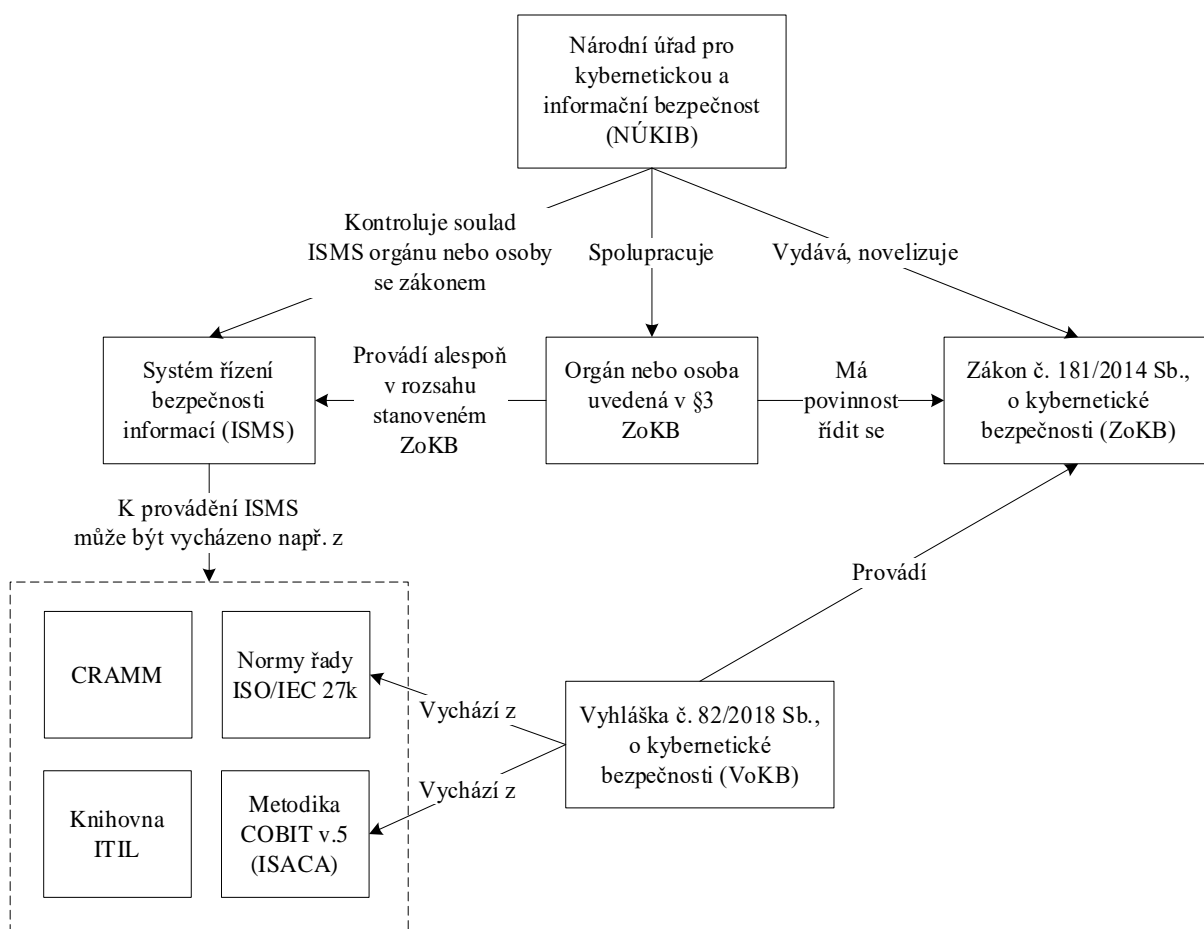 Národní úřad pro
kybernetickou a
informační bezpečnost
(NÚKIB)
Kontroluje soulad
ISMS orgánu nebo osoby
se zákonem
Spolupracuje
Vydává, novelizuje
Systém řízení
bezpečnosti
informací (ISMS)
Provádí alespoň
v rozsahu
stanoveném
ZoKB
Orgán nebo osoba
uvedená v §3
ZoKB
Má
povinnost
řídit se
Zákon č. 181/2014 Sb.,
o kybernetické
bezpečnosti (ZoKB)
K provádění ISMS
může být vycházeno např. z
Provádí
CRAMM
Normy řady
ISO/IEC 27k
Vychází z
Vyhláška č. 82/2018 Sb.,
o kybernetické
bezpečnosti (VoKB)
Vychází z
Knihovna
ITIL
Metodika
COBIT v.5
(ISACA)